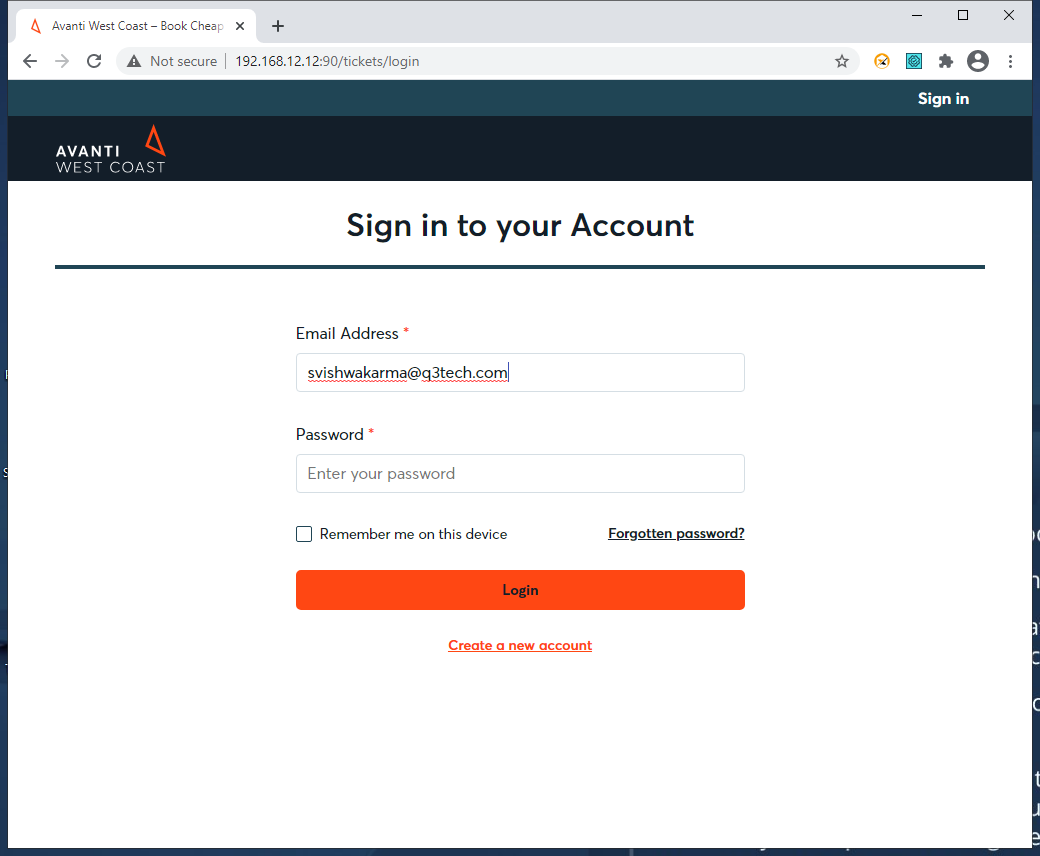 Avanti West Coast – Book Cheap
Not secure
192.168.12.12:90/tickets/login
Sign in
AVANTI
WEST COAST
Sign in to your Account
Email Address *
svishwakarma@q3tech.com
Password *
Enter your password
Remember me on this device
Forgotten password?
Login
Create a new account